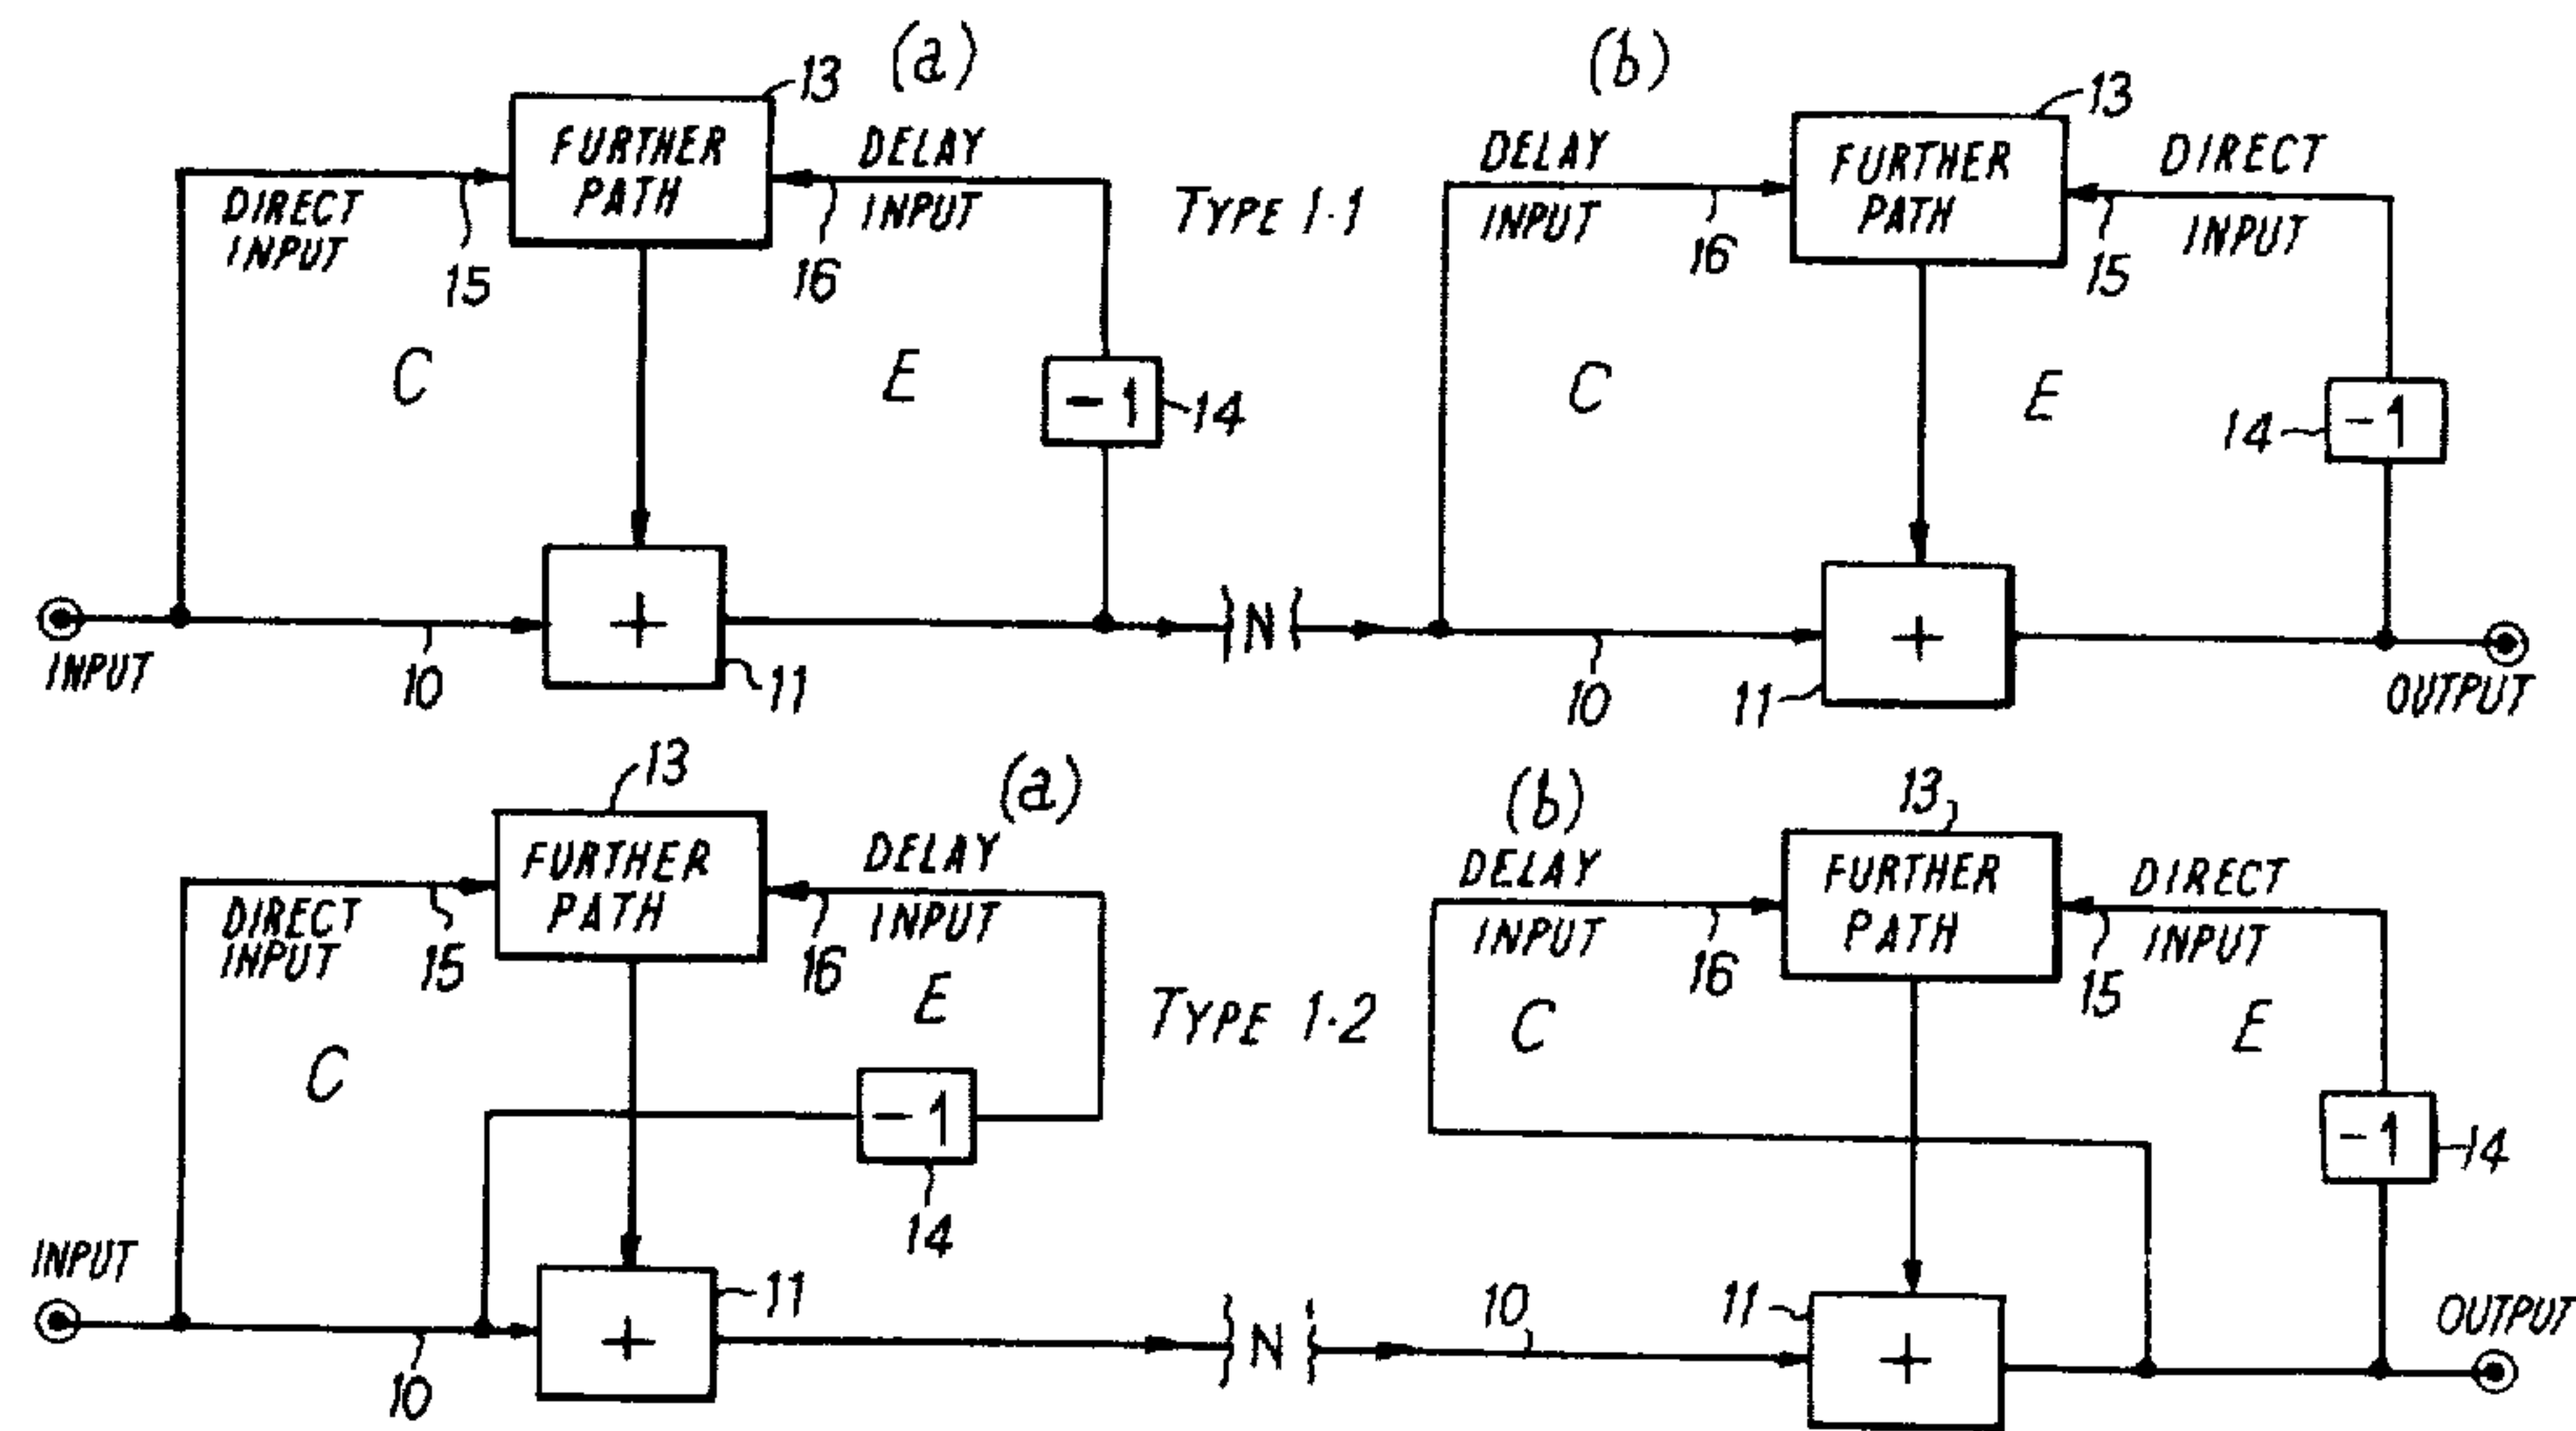 (a)
(b)
13
FURTHER
PATH
DIRECT
INPUT
15
DELAY
INPUT
16
TYPE 1·1
C
E
-1
14
INPUT
10
+
11
N
13
FURTHER
PATH
DELAY
INPUT
16
DIRECT
INPUT
15
C
E
-1
14
10
+
11
OUTPUT
(a)
(b)
13
FURTHER
PATH
DIRECT
INPUT
15
DELAY
INPUT
16
TYPE 1·2
C
E
-1
14
INPUT
10
+
11
N
13
FURTHER
PATH
DELAY
INPUT
16
DIRECT
INPUT
15
C
E
-1
14
10
+
11
OUTPUT